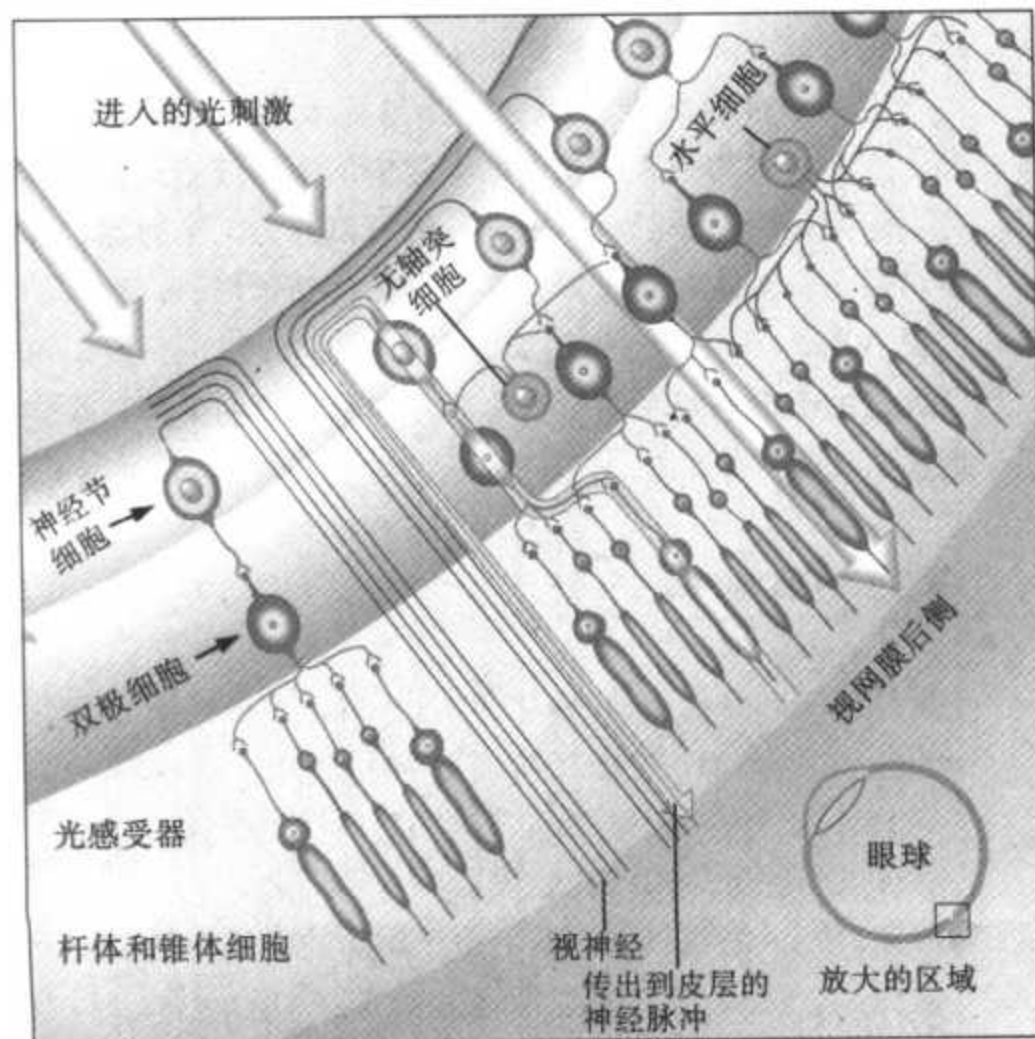 进入的光刺激
水平细胞
无轴突
细胞
神经节
细胞
双极细胞
视网膜后侧
光感受器
眼球
杆体和锥体细胞
视神经
传出到皮层的
神经脉冲
放大的区域